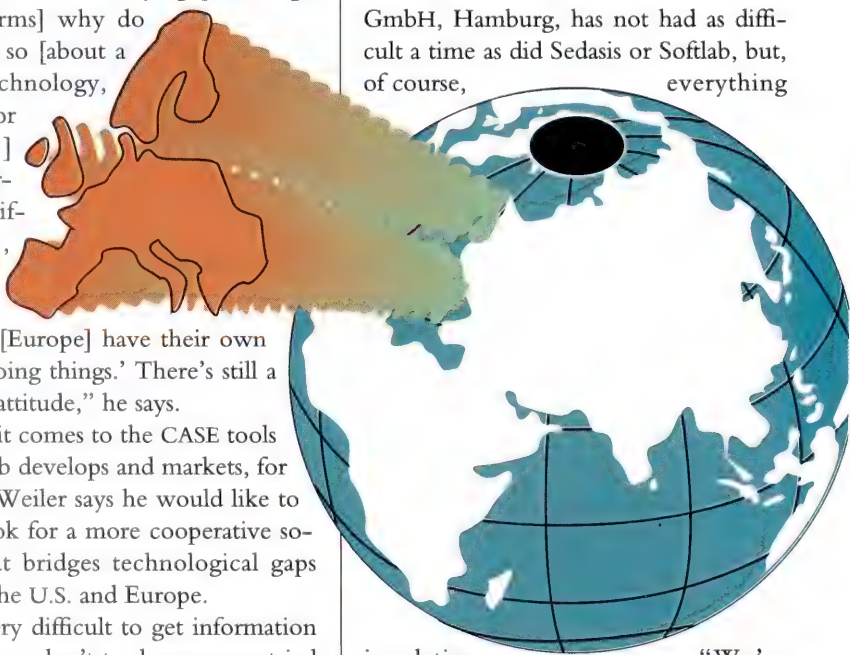 rms] why do
so [about a
chnology,
or
]
r-
if-
,
[Europe] have their own
oing things.' There's still a
attitude," he says.
it comes to the CASE tools
b develops and markets, for
Weiler says he would like to
ok for a more cooperative so-
at bridges technological gaps
he U.S. and Europe.
ry difficult to get information
GmbH, Hamburg, has not had as diffi-
cult a time as did Sedasis or Softlab, but,
of course, everything
"We'